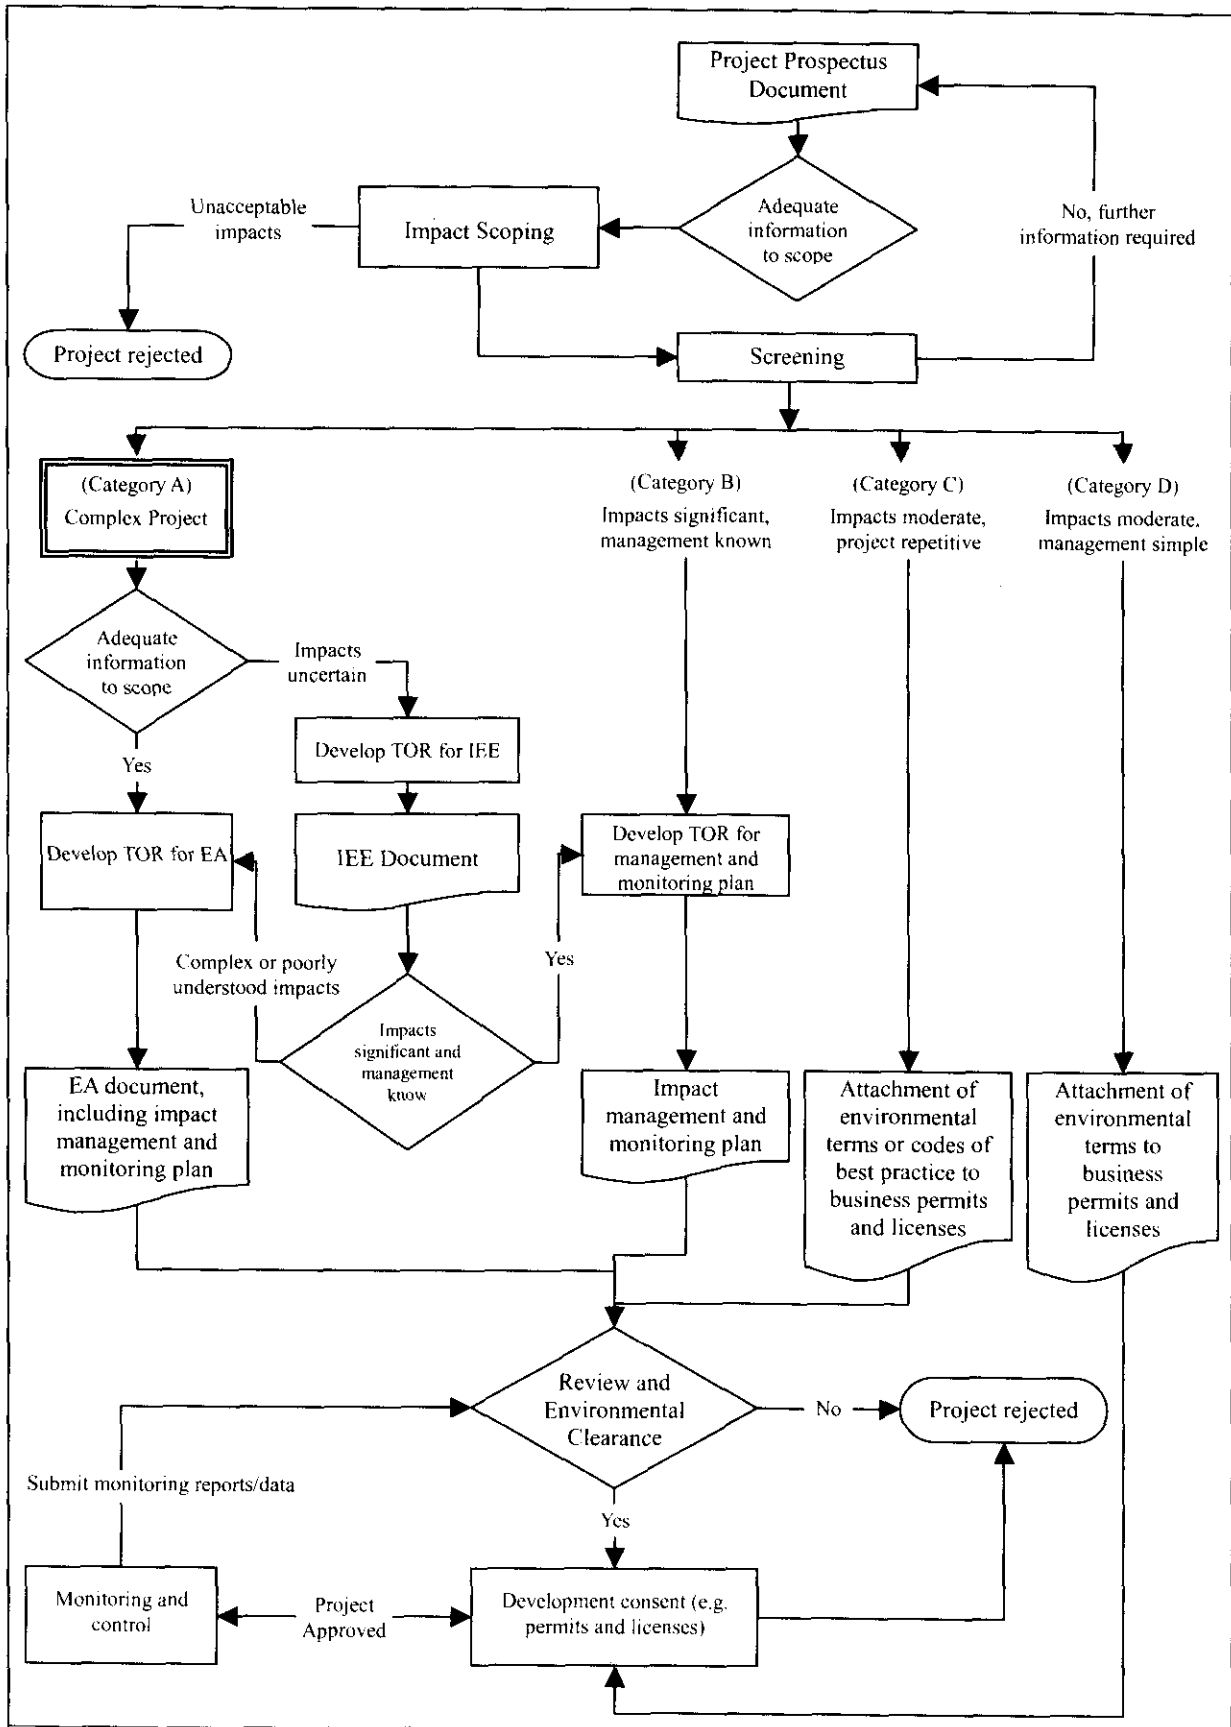 Project Prospectus
Document
Adequate
information
to scope
No, further
information required
Impact Scoping
Unacceptable
impacts
Project rejected
Screening
(Category A)
Complex Project
(Category B)
Impacts significant,
management known
(Category C)
Impacts moderate,
project repetitive
(Category D)
Impacts moderate,
management simple
Adequate
information
to scope
Impacts
uncertain
Develop TOR for IEE
Yes
Develop TOR for EA
IEE Document
Develop TOR for
management and
monitoring plan
Complex or poorly
understood impacts
Yes
Impacts
significant and
management
know
EA document,
including impact
management and
monitoring plan
Impact
management and
monitoring plan
Attachment of
environmental
terms or codes of
best practice to
business permits
and licenses
Attachment of
environmental
terms to
business
permits and
licenses
Review and
Environmental
Clearance
No
Project rejected
Submit monitoring reports/data
Yes
Monitoring and
control
Project
Approved
Development consent (e.g.
permits and licenses)